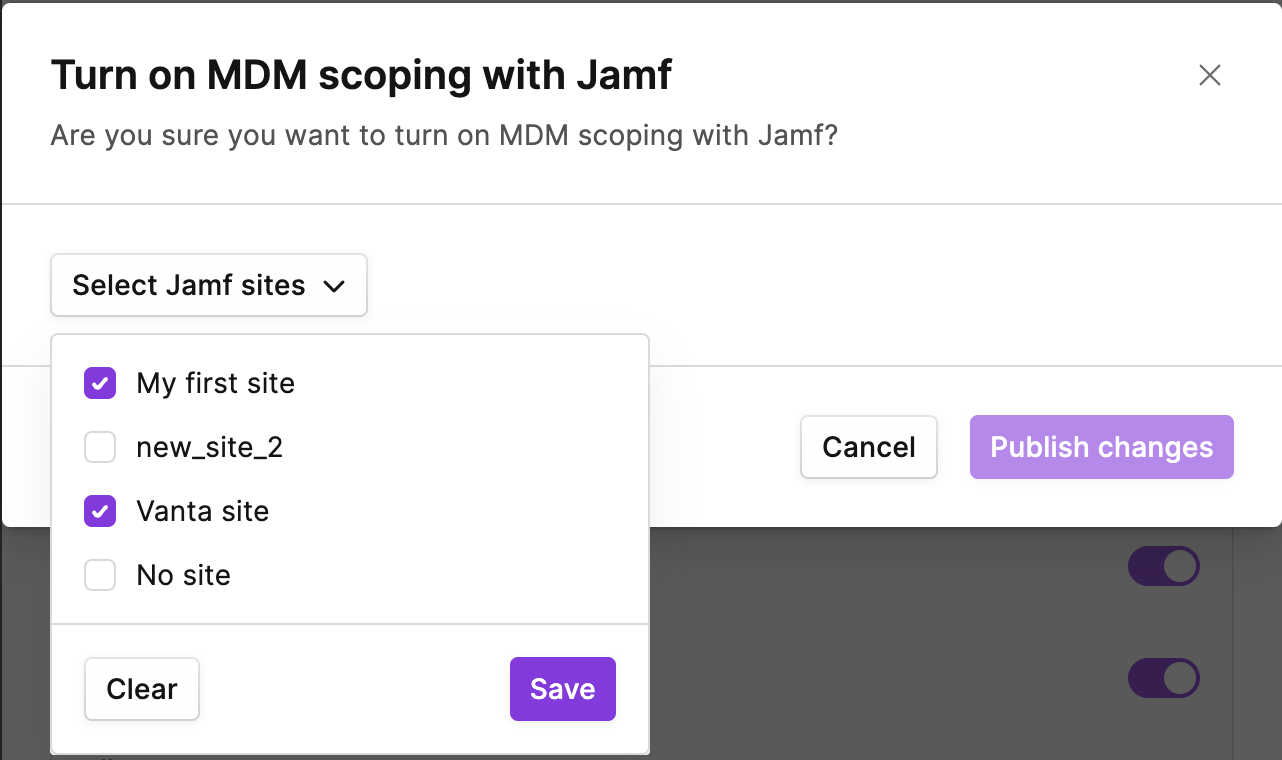 Turn on MDM scoping with Jamf
Are you sure you want to turn on MDM scoping with Jamf?
Select Jamf sites
My first site
new_site_2
Vanta site
No site
Cancel
Publish changes
Clear
Save